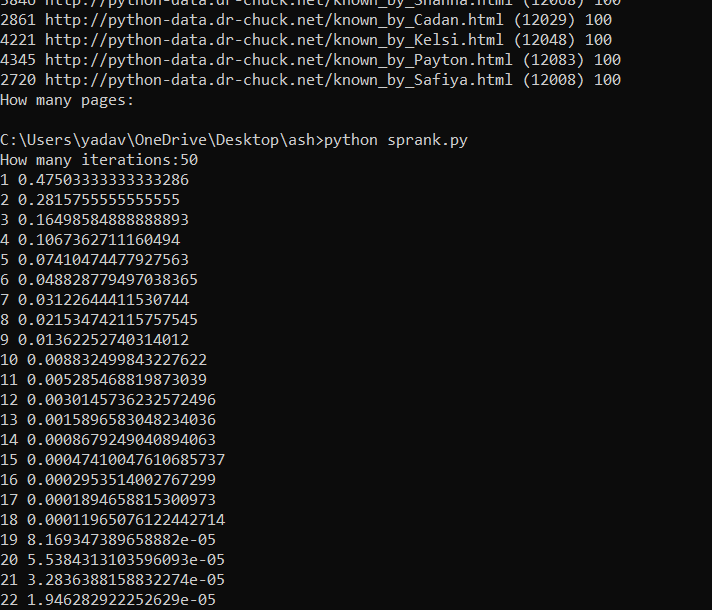 3846 http://python-data.dr-chuck.net/known_by_Shanna.html (12068) 100
2861 http://python-data.dr-chuck.net/known_by_Cadan.html (12029) 100
4221 http://python-data.dr-chuck.net/known_by_Kelsi.html (12048) 100
4345 http://python-data.dr-chuck.net/known_by_Payton.html (12083) 100
2720 http://python-data.dr-chuck.net/known_by_Safiya.html (12008) 100
How many pages:
C:\Users\yadav\OneDrive\Desktop\ash>python sprank.py
How many iterations:50
1 0.47503333333333286
2 0.2815755555555555
3 0.16498584888888893
4 0.1067362711160494
5 0.07410474477927563
6 0.048828779497038365
7 0.03122644411530744
8 0.021534742115757545
9 0.01362252740314012
10 0.008832499843227622
11 0.005285468819873039
12 0.0030145736232572496
13 0.0015896583048234036
14 0.0008679249040894063
15 0.00047410047610685737
16 0.0002953514002767299
17 0.0001894658815300973
18 0.00011965076122442714
19 8.169347389658882e-05
20 5.5384313103596093e-05
21 3.2836388158832274e-05
22 1.946282922252629e-05